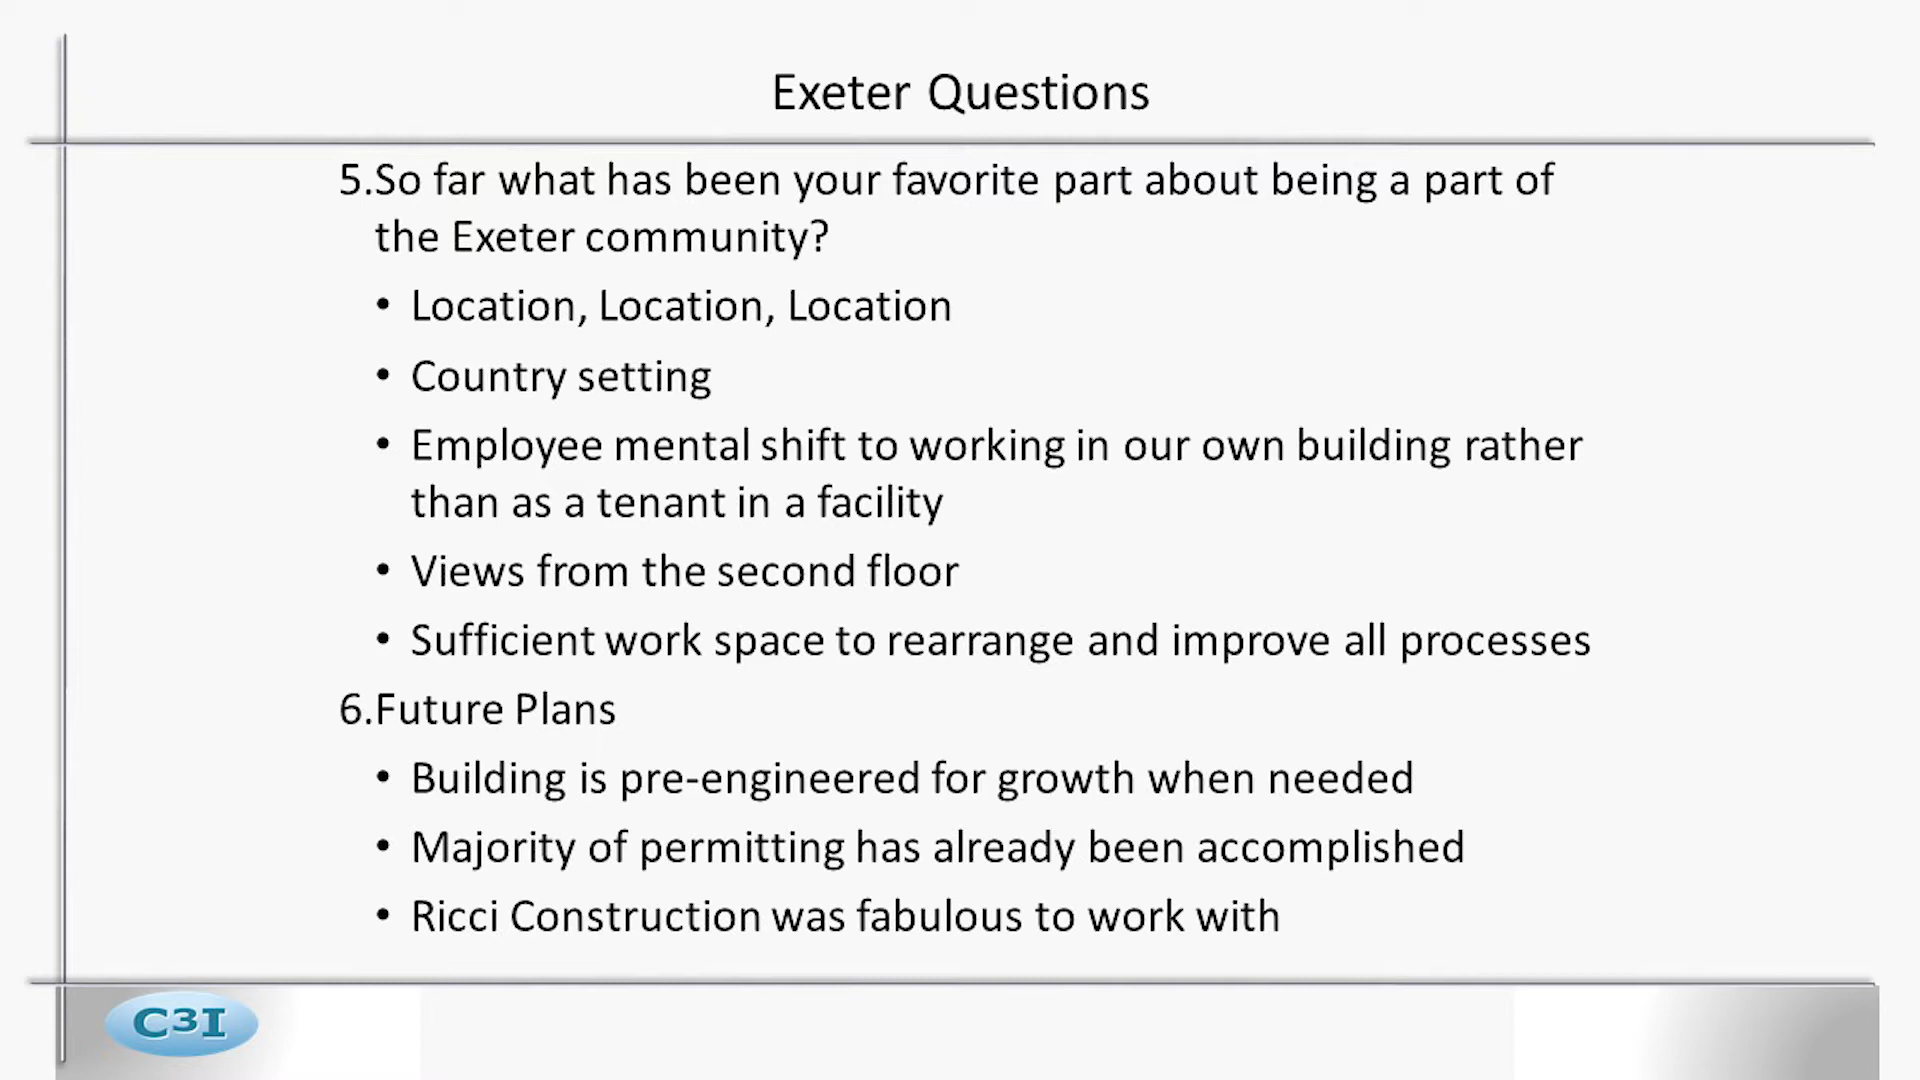 Exeter Questions
5.So far what has been your favorite part about being a part of
the Exeter community?
• Location, Location, Location
• Country setting
• Employee mental shift to working in our own building rather
than as a tenant in a facility
• Views from the second floor
• Sufficient work space to rearrange and improve all processes
6.Future Plans
• Building is pre-engineered for growth when needed
• Majority of permitting has already been accomplished
• Ricci Construction was fabulous to work with
C3I